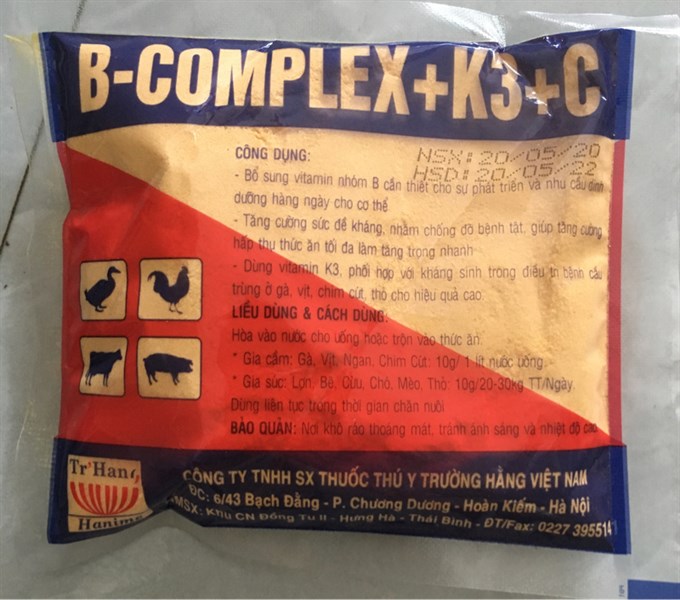 B-COMPLEX+K3+C
CÔNG DỤNG:
NSX: 20/05/20
HSD: 20/05/22
- Bổ sung vitamin nhóm B cần thiết cho sự phát triển và nhu cầu dinh
dưỡng hàng ngày cho cơ thể
- Tăng cường sức đề kháng, nhằm chống đỡ bệnh tật, giúp tăng cường
hấp thu thức ăn tối đa làm tăng trọng nhanh
- Dùng vitamin K3, phối hợp với kháng sinh trong điều trị bệnh cầu
trùng ở gà, vịt, chim cút, thỏ cho hiệu quả cao.
LIỀU DÙNG & CÁCH DÙNG:
Hòa vào nước cho uống hoặc trộn vào thức ăn.
* Gia cầm: Gà, Vịt, Ngan, Chim Cút: 10g/ 1 lít nước uống.
* Gia súc: Lợn, Bê, Cừu, Chó, Mèo, Thỏ: 10g/20-30kg TT/Ngày.
Dùng liên tục trong thời gian chăn nuôi
BẢO QUẢN: Nơi khô ráo thoáng mát, tránh ánh sáng và nhiệt độ cao
Tr'Hang
CÔNG TY TNHH SX THUỐC THÚ Y TRƯỜNG HẰNG VIỆT NAM
ĐC: 6/43 Bạch Đằng - P. Chương Dương - Hoàn Kiếm - Hà Nội
MSX: Khu CN Đồng Tu II - Hưng Hà - Thái Bình - ĐT/Fax: 0227 395514